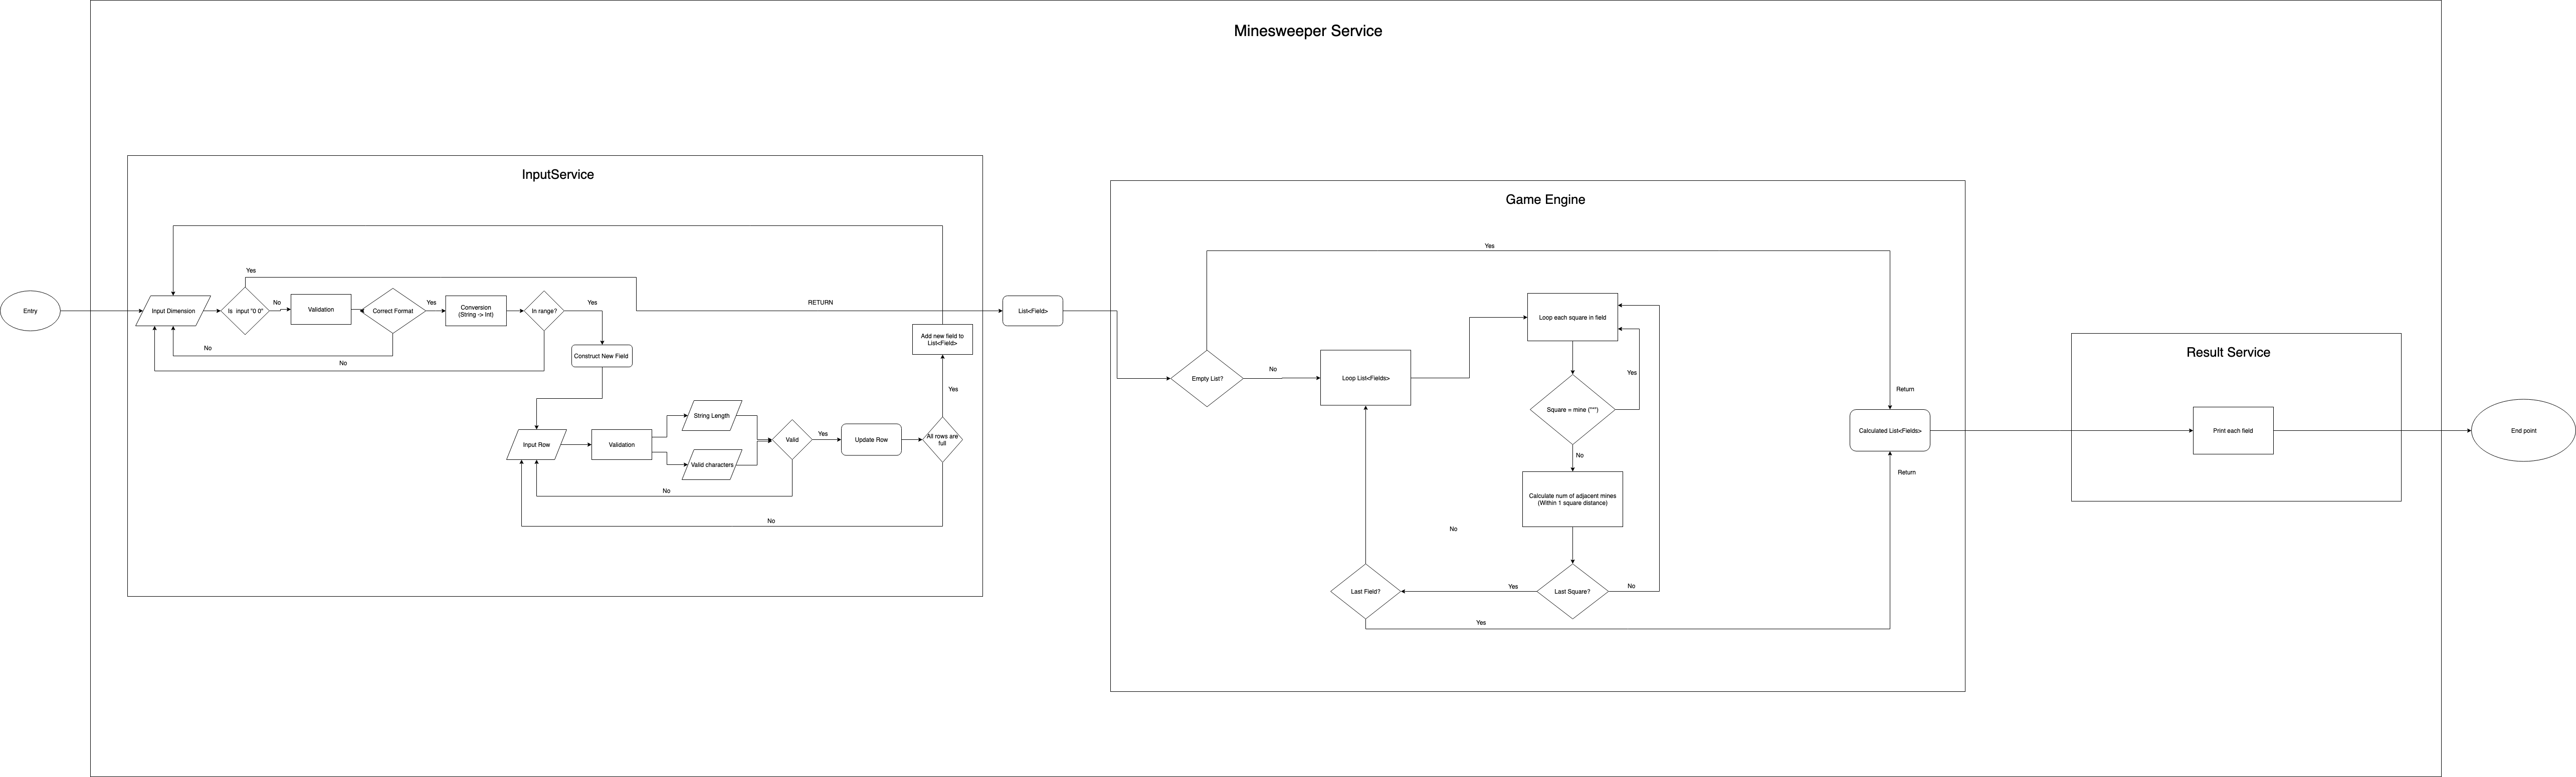 Minesweeper Service
InputService
Yes
Entry
Input Dimension
Is  input "0 0"
No
Validation
Correct Format
Yes
Conversion
(String -> Int)
In range?
Yes
RETURN
No
No
Construct New Field
Input Row
Validation
String Length
Valid characters
Valid
Yes
Update Row
All rows are
full
Yes
Add new field to
List<Field>
No
No
List<Field>
Game Engine
Yes
Empty List?
No
Loop List<Fields>
Loop each square in field
Yes
Square = mine ("*")
No
Calculate num of adjacent mines
(Within 1 square distance)
No
Last Field?
Yes
Last Square?
No
Yes
Return
Calculated List<Fields>
Return
Result Service
Print each field
End point